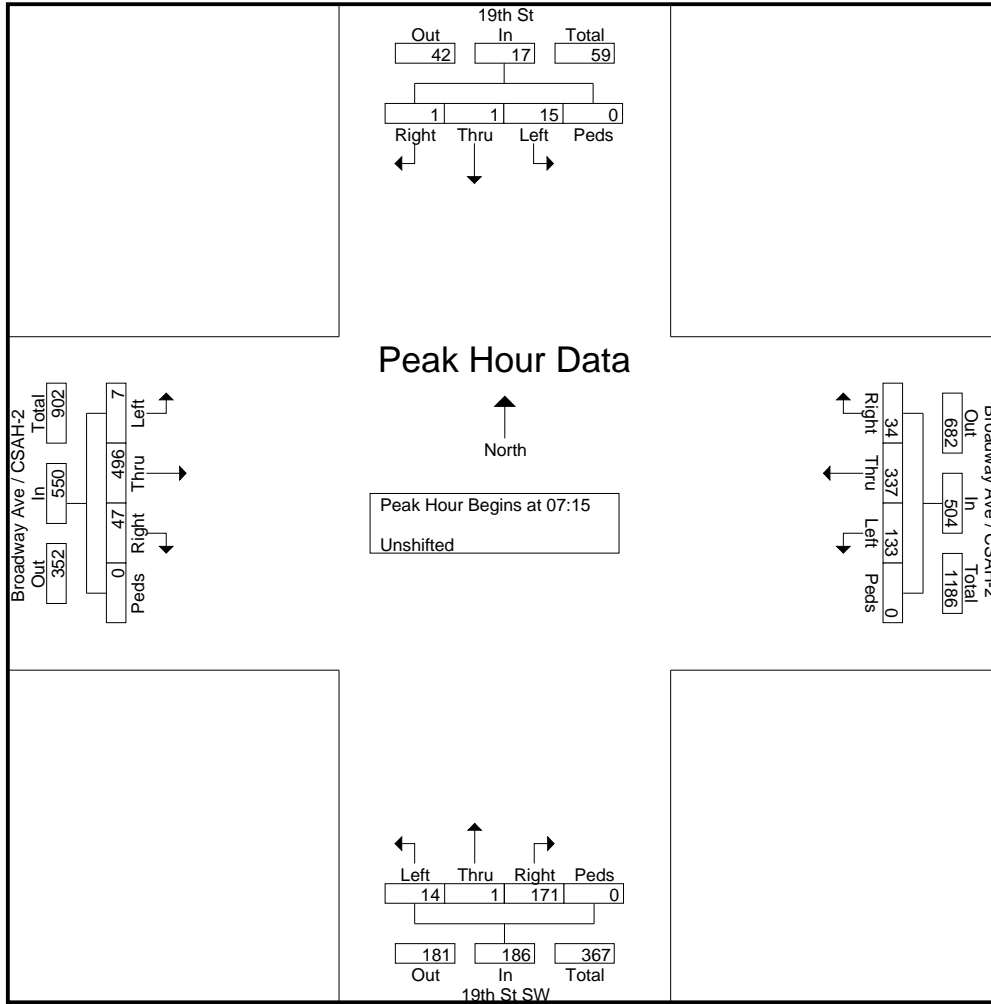 19th St
Out In Total
42 17 59
1 1 15 0
Right Thru Left Peds
Peak Hour Data
North
Peak Hour Begins at 07:15
Unshifted
Broadway Ave / CSAH-2
Total In Out
902 550 352
7 496 47 0
Left Thru Right Peds
Broadway Ave / CSAH-2
Out In Total
682 504 1186
34 337 133 0
Right Thru Left Peds
Left Thru Right Peds
14 1 171 0
181 186 367
Out In Total
19th St SW